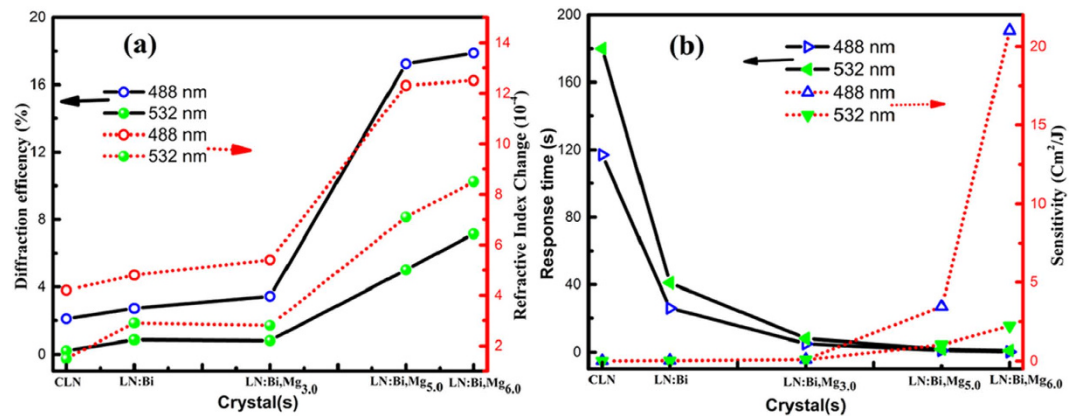 (a)
Diffraction efficency (%)
20
16
12
8
4
0
488 nm
532 nm
488 nm
532 nm
14
12
10
8
6
4
2
Refractive Index Change (10⁻⁴)
CLN LN:Bi LN:Bi,Mg3.0 LN:Bi,Mg5.0 LN:Bi,Mg6.0
Crystal(s)
(b)
Response time(s)
200
160
120
80
40
0
488 nm
532 nm
488 nm
532 nm
20
15
10
5
0
Sensitivity (Cm²/J)
CLN LN:Bi LN:Bi,Mg3.0 LN:Bi,Mg5.0 LN:Bi,Mg6.0
Crystal(s)